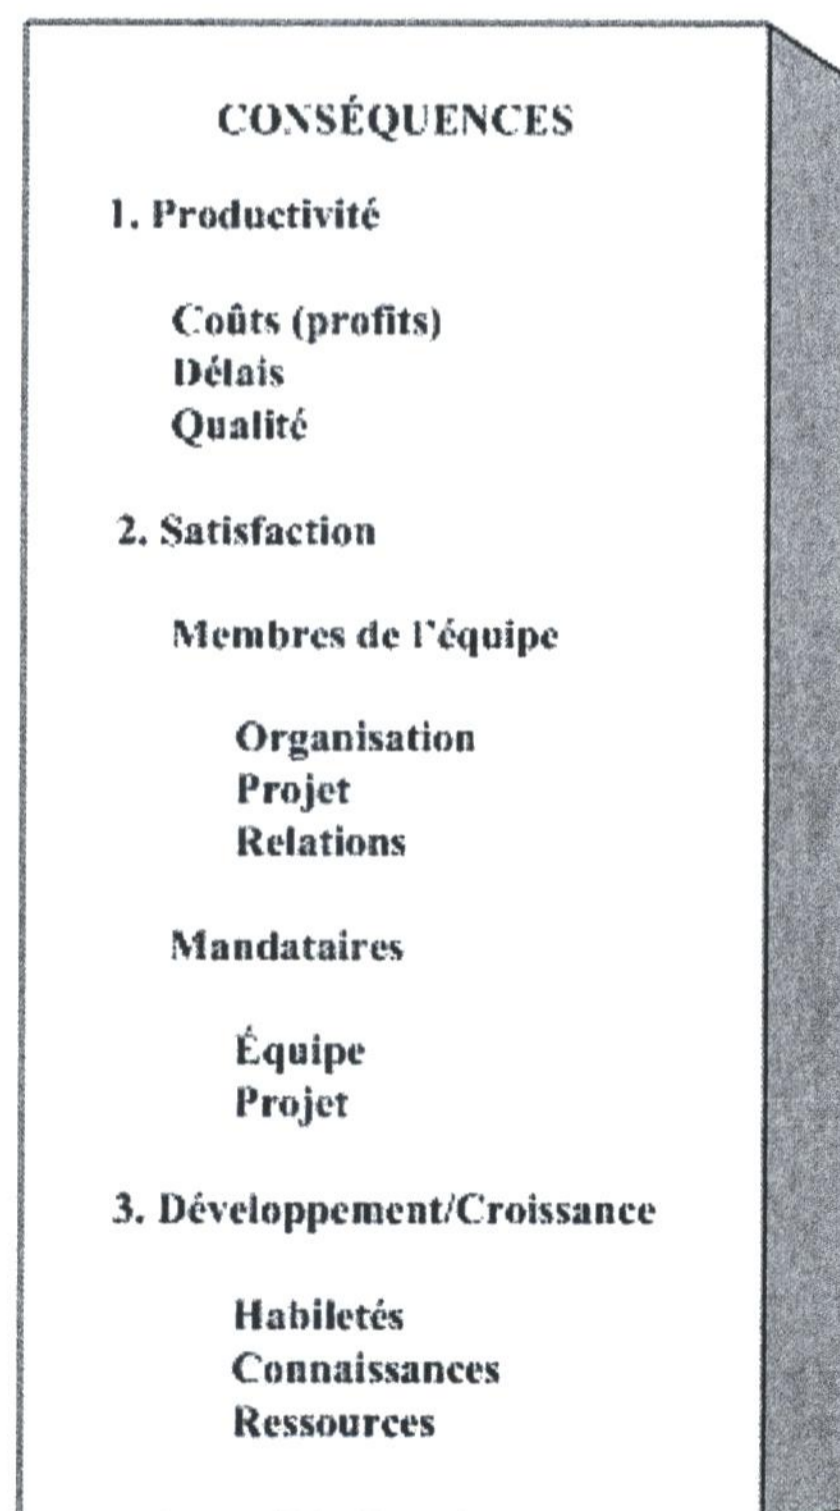 CONSÉQUENCES
1. Productivité
Coûts (profits)
Délais
Qualité
2. Satisfaction
Membres de l'équipe
Organisation
Projet
Relations
Mandataires
Équipe
Projet
3. Développement/Croissance
Habiletés
Connaissances
Ressources